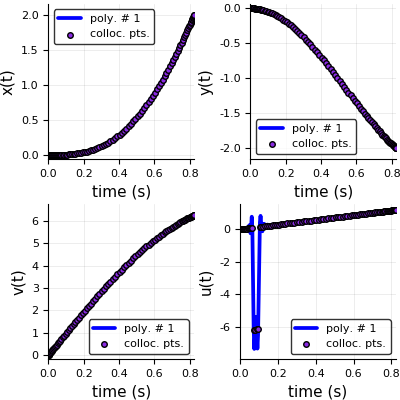 2.0
1.5
1.0
0.5
0.0
x(t)
poly. # 1
colloc. pts.
0.0 0.2 0.4 0.6 0.8
time (s)
0.0
-0.5
-1.0
-1.5
-2.0
y(t)
poly. # 1
colloc. pts.
0.0 0.2 0.4 0.6 0.8
time (s)
6
5
4
3
2
1
0
v(t)
poly. # 1
colloc. pts.
0.0 0.2 0.4 0.6 0.8
time (s)
0
-2
-4
-6
u(t)
poly. # 1
colloc. pts.
0.0 0.2 0.4 0.6 0.8
time (s)